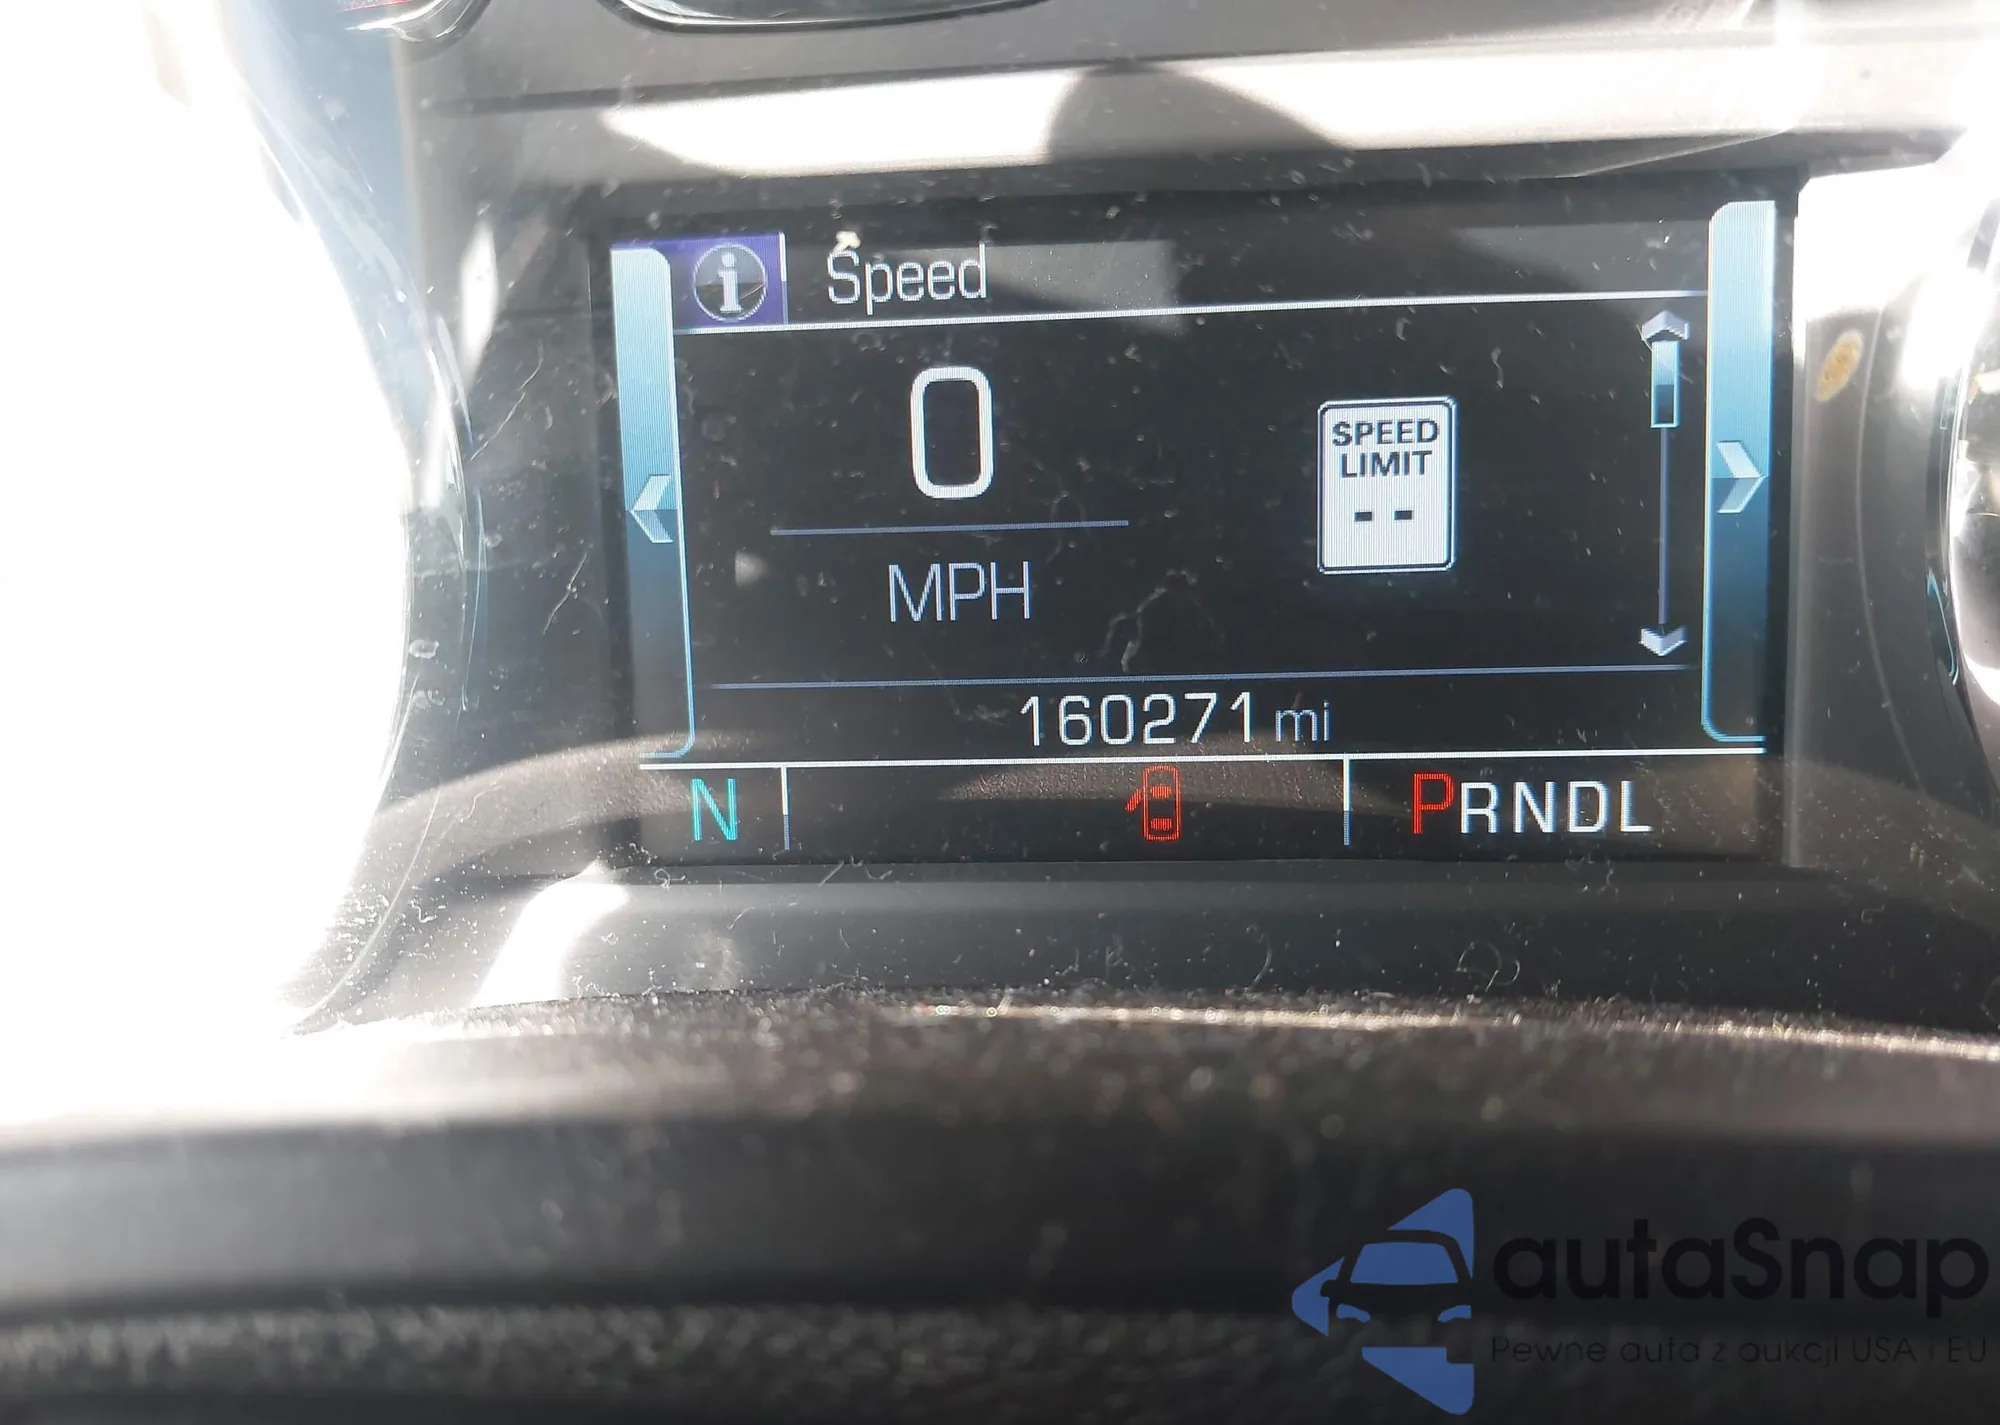 i Speed
0
MPH
SPEED
LIMIT
--
160271 mi
N
PRNDL
autaSnap
Pewne auta z aukcji USA i EU